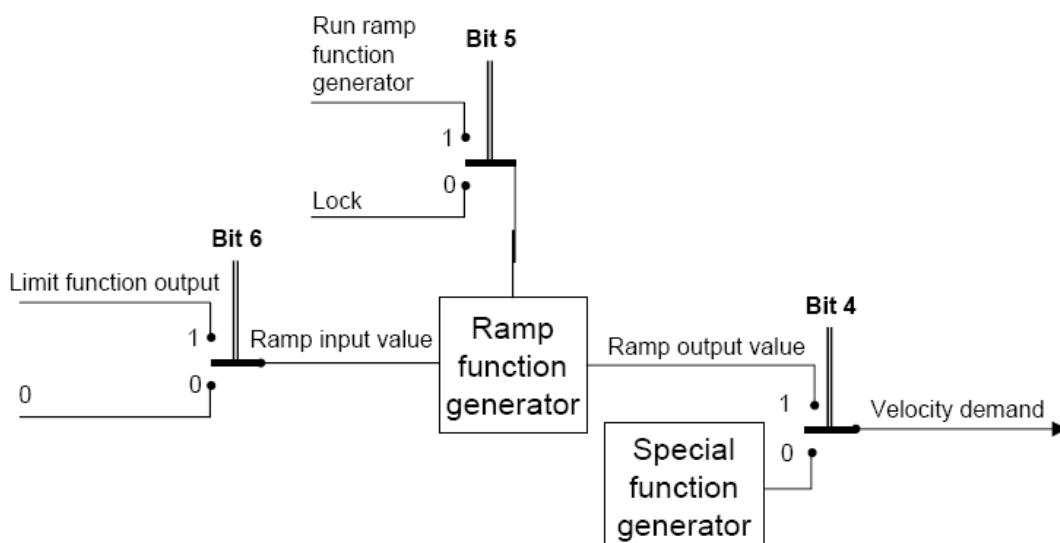 Run ramp
function
generator
Bit 5
1
0
Lock
Bit 6
Limit function output
1
0
0
Ramp input value
Ramp
function
generator
Ramp output value
Bit 4
1
0
Velocity demand
Special
function
generator